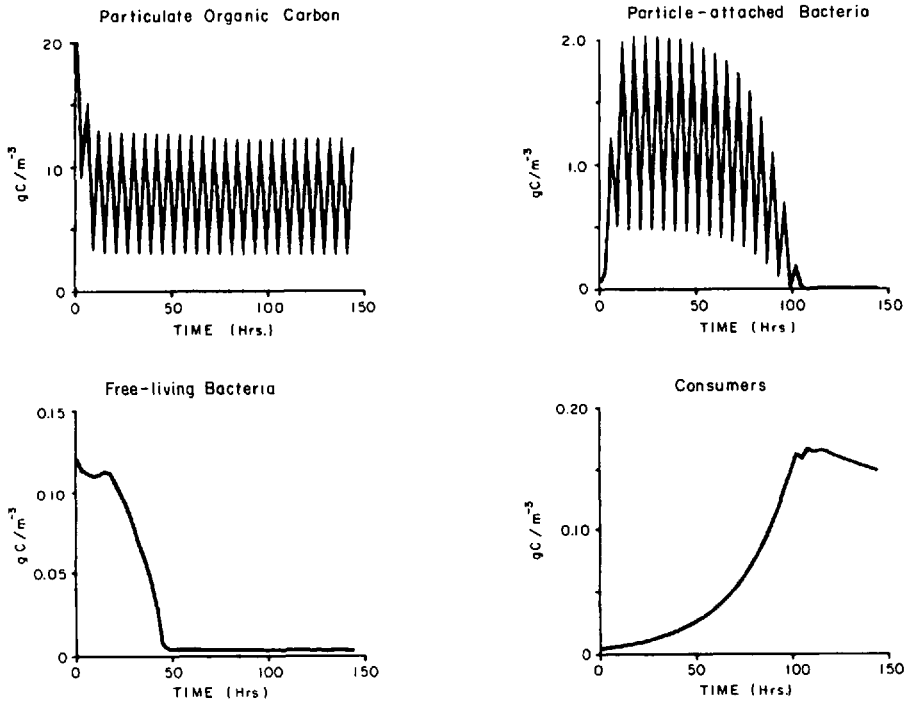 Particulate Organic Carbon
20
10
0
gC/m⁻³
0 50 100 150
TIME (Hrs.)
Particle-attached Bacteria
2.0
1.0
0
gC/m⁻³
0 50 100 150
TIME (Hrs.)
Free-living Bacteria
0.15
0.10
0.05
0
gC/m⁻³
0 50 100 150
TIME (Hrs)
Consumers
0.20
0.10
0
gC/m⁻³
0 50 100 150
TIME (Hrs.)